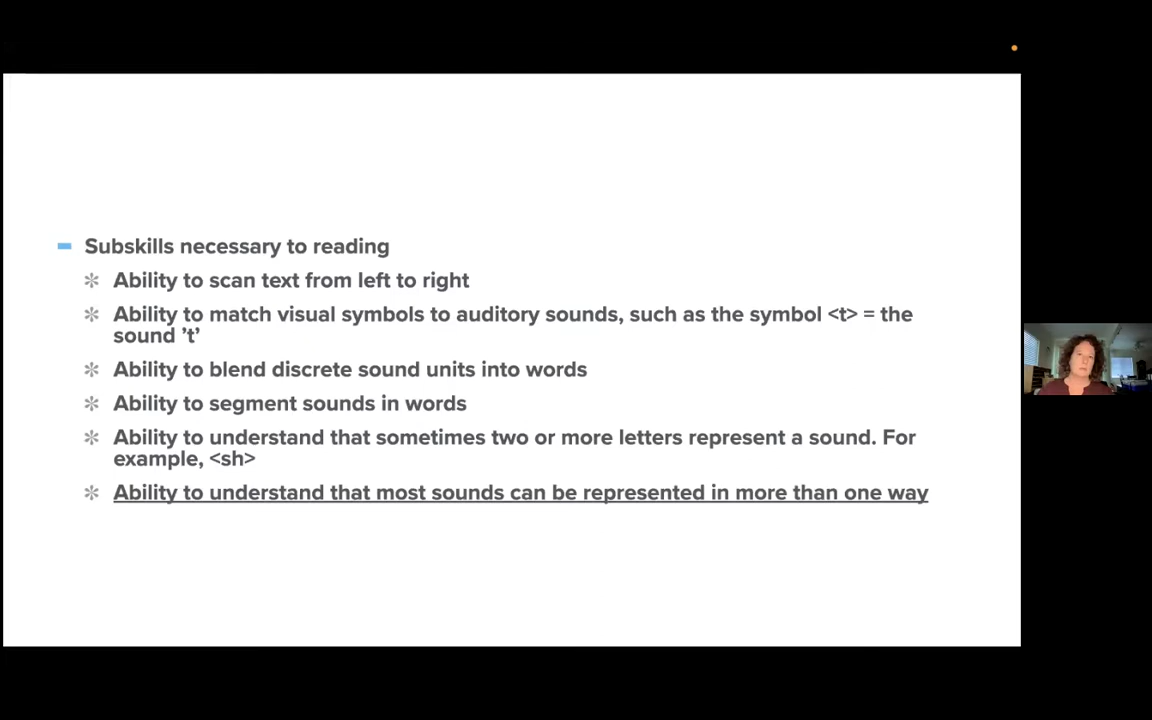 Subskills necessary to reading
Ability to scan text from left to right
Ability to match visual symbols to auditory sounds, such as the symbol <t> = the
sound ’t’
Ability to blend discrete sound units into words
Ability to segment sounds in words
Ability to understand that sometimes two or more letters represent a sound. For
example, <sh>
Ability to understand that most sounds can be represented in more than one way